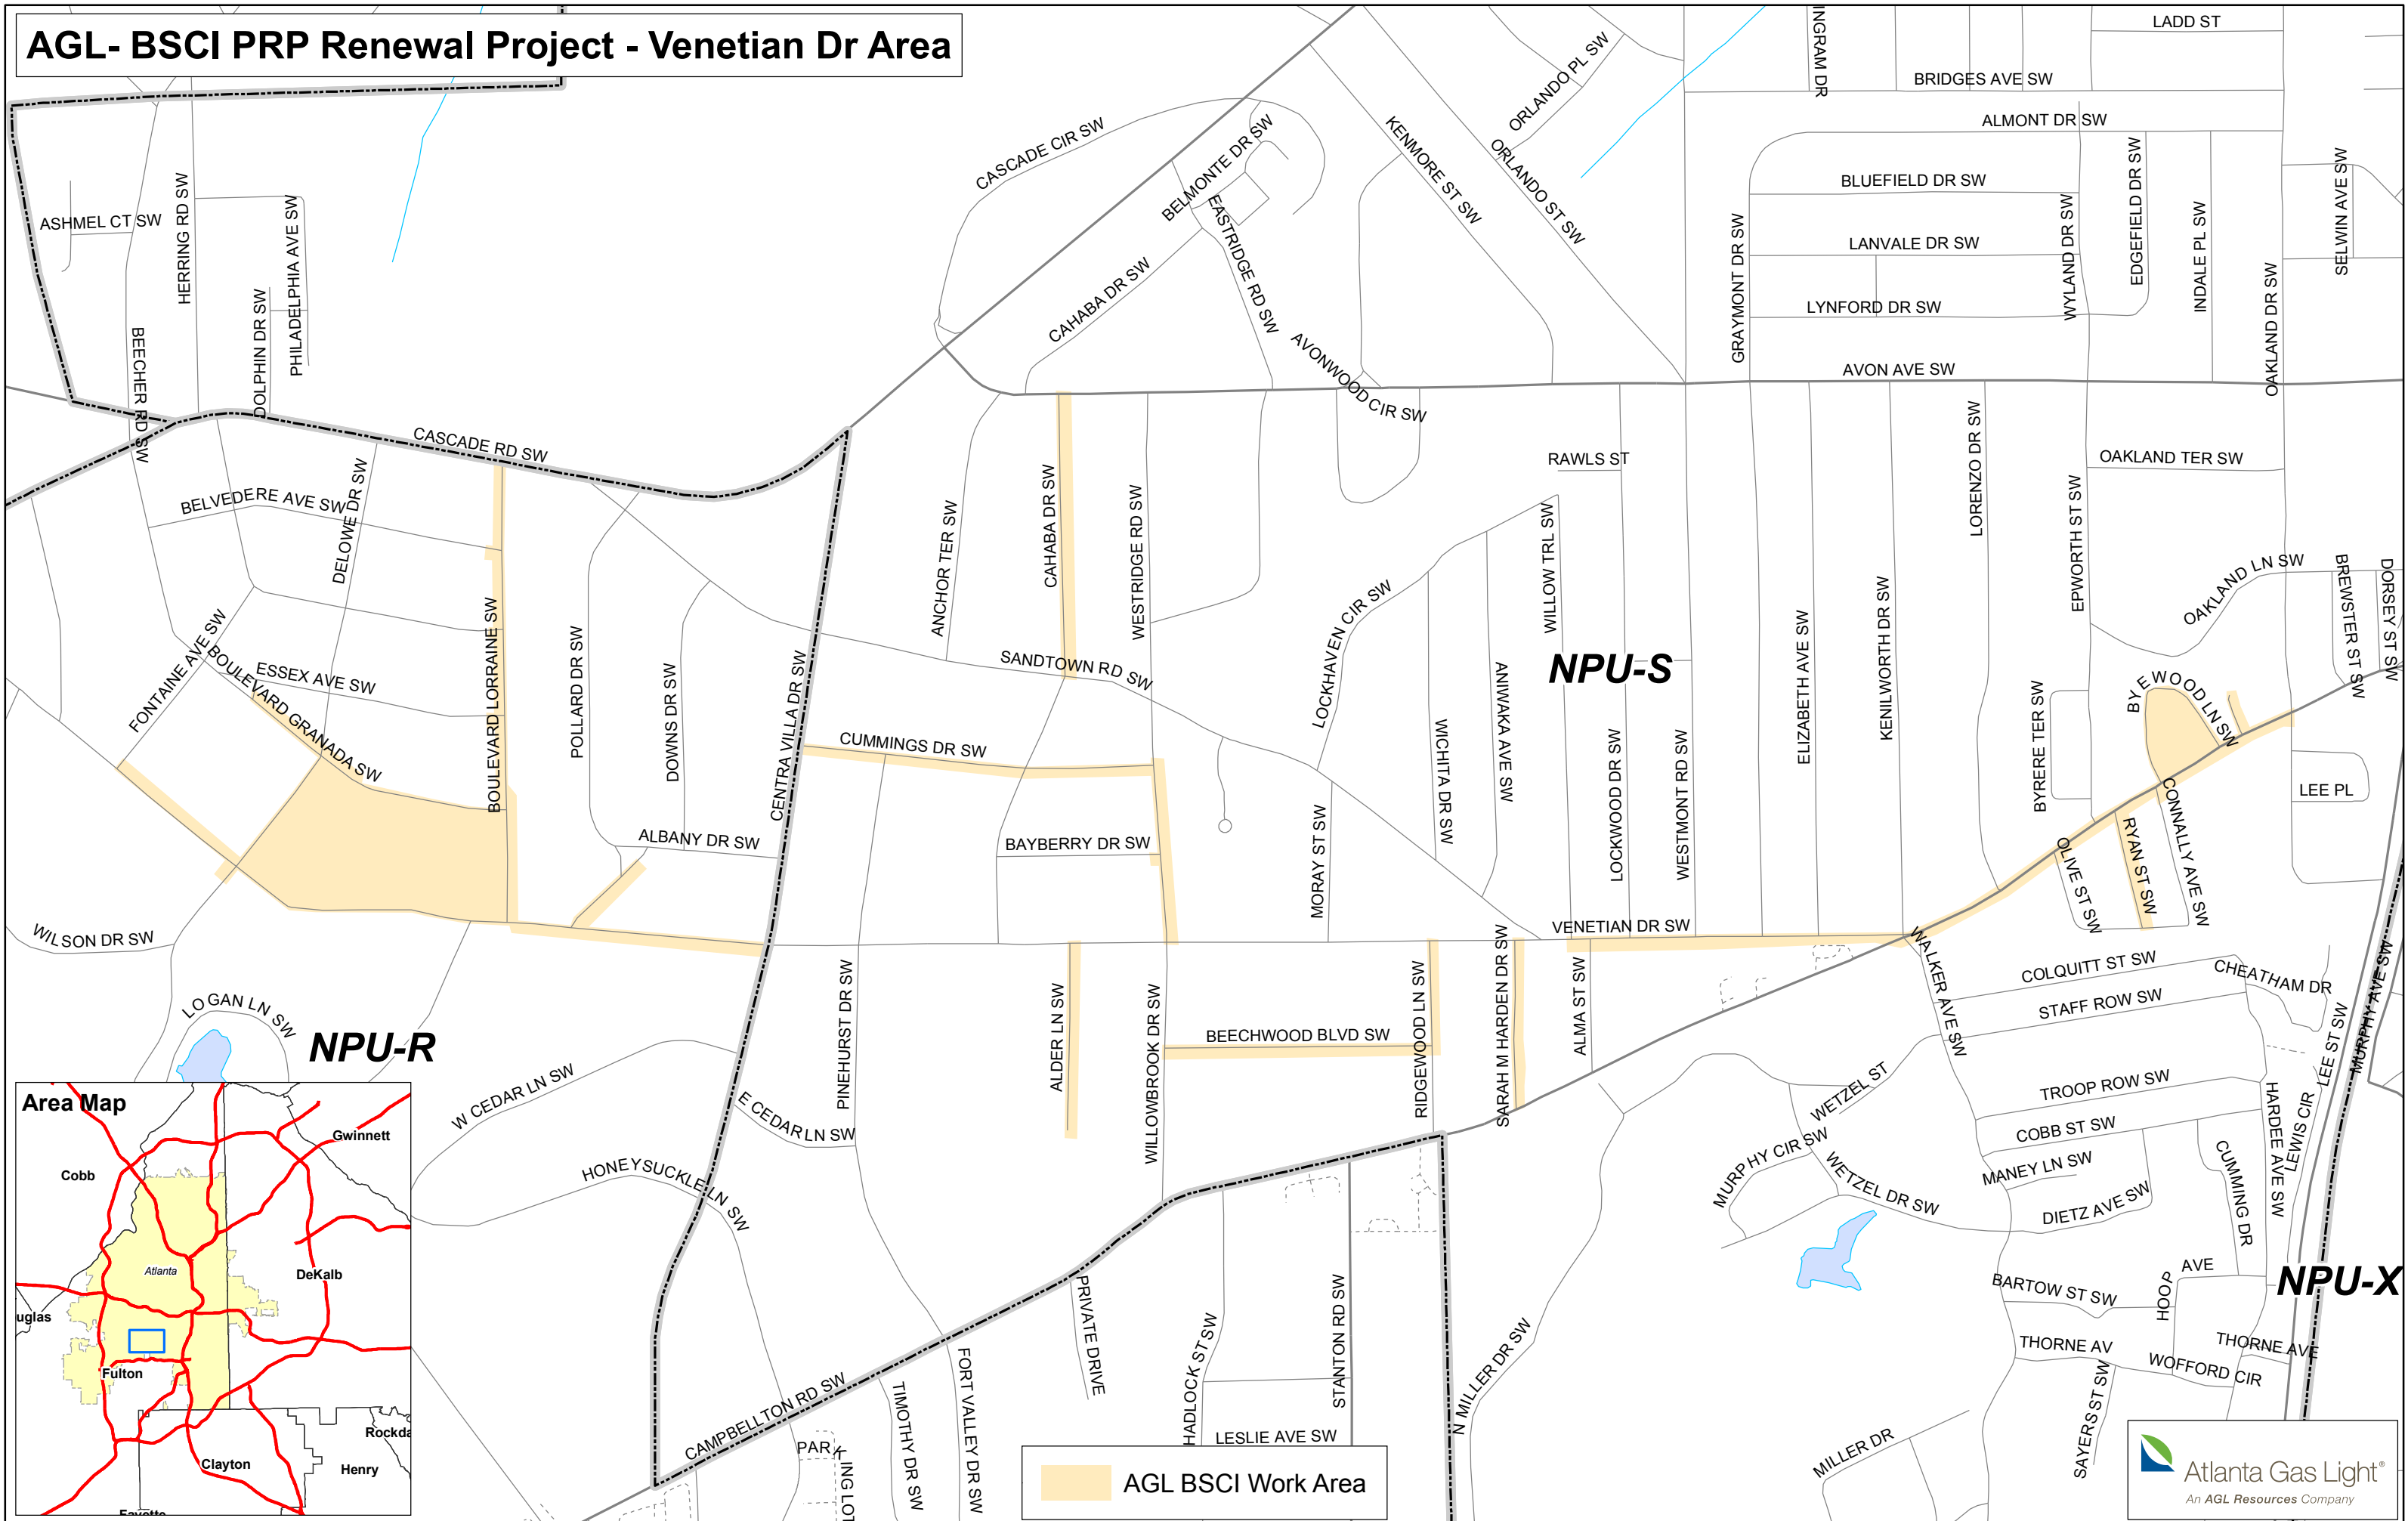 AGL- BSCI PRP Renewal Project - Venetian Dr Area
LADD ST
INGRAM DR
BRIDGES AVE SW
ORLANDO PL SW
ALMONT DR SW
CASCADE CIR SW
BELMONTE DR SW
KENMORE ST SW
ORLANDO ST SW
EDGEFIELD DR SW
SELWIN AVE SW
BLUEFIELD DR SW
ASHMEL CT SW
HERRING RD SW
PHILADELPHIA AVE SW
EASTRIDGE RD SW
GRAYMONT DR SW
WYLAND DR SW
INDALE PL SW
LANVALE DR SW
CAHABA DR SW
OAKLAND DR SW
LYNFORD DR SW
BEECHER RD SW
DOLPHIN DR SW
AVONWOOD CIR SW
AVON AVE SW
CASCADE RD SW
RAWLS ST
LORENZO DR SW
OAKLAND TER SW
BELVEDERE AVE SW
DELOWE DR SW
ANCHOR TER SW
CAHABA DR SW
WESTRIDGE RD SW
WILLOW TRL SW
EPWORTH ST SW
OAKLAND LN SW
BREWSTER ST SW
DORSEY ST SW
FONTAINE AVE SW
BOULEVARD LORRAINE SW
POLLARD DR SW
LOCKHAVEN CIR SW
ELIZABETH AVE SW
KENILWORTH DR SW
ESSEX AVE SW
BOULEVARD GRANADA SW
DOWNS DR SW
CENTRA VILLA DR SW
SANDTOWN RD SW
NPU-S
ANIWAKA AVE SW
BYEWOOD LN SW
BYRERE TER SW
CUMMINGS DR SW
WICHITA DR SW
LOCKWOOD DR SW
WESTMONT RD SW
CONNALLY AVE SW
LEE PL
ALBANY DR SW
BAYBERRY DR SW
MORAY ST SW
OLIVE ST SW
RYAN ST SW
WILSON DR SW
VENETIAN DR SW
WALKER AVE SW
SARAH M HARDEN DR SW
COLQUITT ST SW
CHEATHAM DR
MURPHY AVE SW
LOGAN LN SW
NPU-R
PINEHURST DR SW
ALDER LN SW
WILLOWBROOK DR SW
BEECHWOOD BLVD SW
RIDGEWOOD LN SW
ALMA ST SW
STAFF ROW SW
LEE ST SW
W CEDAR LN SW
E CEDAR LN SW
WETZEL ST
TROOP ROW SW
COBB ST SW
HARDEE AVE SW
LEWIS CIR
MURPHY CIR SW
WETZEL DR SW
MANEY LN SW
CUMMING DR
HONEYSUCKLE LN SW
DIETZ AVE SW
HOOP AVE
NPU-X
BARTOW ST SW
PRIVATE DRIVE
HADLOCK ST SW
STANTON RD SW
N MILLER DR SW
THORNE AV
THORNE AVE
WOFFORD CIR
SAYERS ST SW
CAMPBELLTON RD SW
TIMOTHY DR SW
FORT VALLEY DR SW
LESLIE AVE SW
MILLER DR
PARKING LOT
Area Map
Gwinnett
Cobb
Atlanta
DeKalb
uglas
Fulton
Rockda
Clayton
Henry
Fayette
AGL BSCI Work Area
Atlanta Gas Light®
An AGL Resources Company